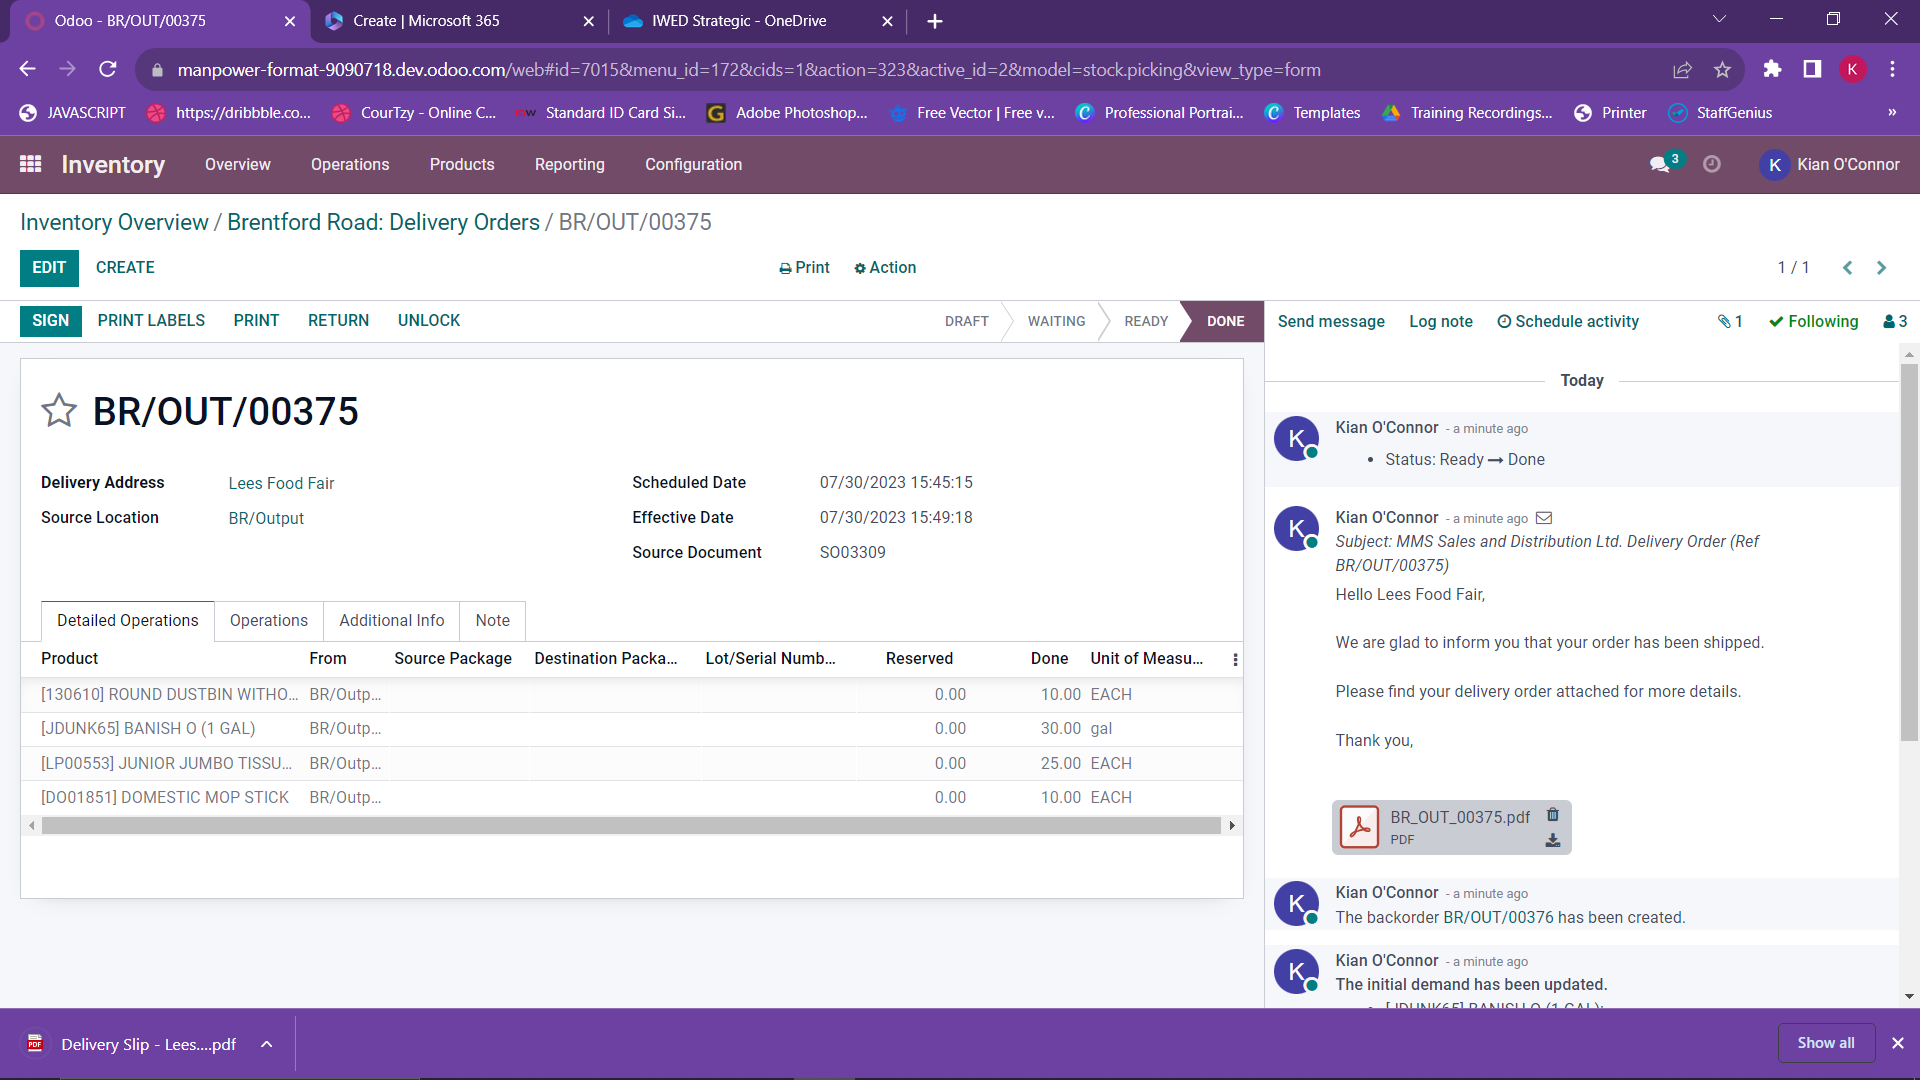 Odoo - BR/OUT/00375
Create | Microsoft 365
IWED Strategic - OneDrive
manpower-format-9090718.dev.odoo.com/web#id=7015&menu_id=172&cids=1&action=323&active_id=2&model=stock.picking&view_type=form
K
JAVASCRIPT
https://dribbble.co...
CourTzy - Online C...
Standard ID Card Si...
Adobe Photoshop...
Free Vector | Free v...
Professional Portrai...
Templates
Training Recordings...
Printer
StaffGenius
»
Inventory
Overview
Operations
Products
Reporting
Configuration
3
K
Kian O'Connor
Inventory Overview / Brentford Road: Delivery Orders / BR/OUT/00375
EDIT
CREATE
Print
Action
1 / 1
SIGN
PRINT LABELS
PRINT
RETURN
UNLOCK
DRAFT
WAITING
READY
DONE
Send message
Log note
Schedule activity
1
Following
3
BR/OUT/00375
Delivery Address
Lees Food Fair
Source Location
BR/Output
Scheduled Date
07/30/2023 15:45:15
Effective Date
07/30/2023 15:49:18
Source Document
SO03309
Detailed Operations
Operations
Additional Info
Note
Product
From
Source Package
Destination Packa...
Lot/Serial Numb...
Reserved
Done
Unit of Measu...
[130610] ROUND DUSTBIN WITHO... BR/Outp... 0.00 10.00 EACH
[JDUNK65] BANISH O (1 GAL) BR/Outp... 0.00 30.00 gal
[LP00553] JUNIOR JUMBO TISSU... BR/Outp... 0.00 25.00 EACH
[DO01851] DOMESTIC MOP STICK BR/Outp... 0.00 10.00 EACH
Today
K
Kian O'Connor - a minute ago
Status: Ready → Done
K
Kian O'Connor - a minute ago
Subject: MMS Sales and Distribution Ltd. Delivery Order (Ref
BR/OUT/00375)
Hello Lees Food Fair,
We are glad to inform you that your order has been shipped.
Please find your delivery order attached for more details.
Thank you,
BR_OUT_00375.pdf
PDF
K
Kian O'Connor - a minute ago
The backorder BR/OUT/00376 has been created.
K
Kian O'Connor - a minute ago
The initial demand has been updated.
[JDUNK65] BANISH O (1 GAL):
PDF
Delivery Slip - Lees....pdf
Show all